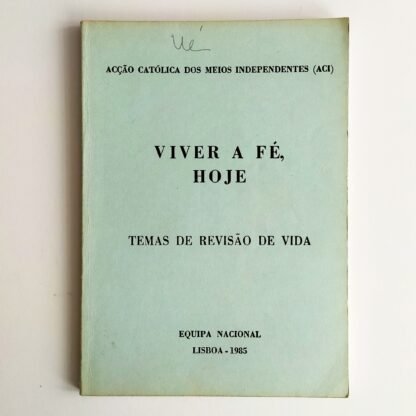 ACÇÃO CATÓLICA DOS MEIOS INDEPENDENTES (ACI)
VIVER A FÉ,
HOJE
TEMAS DE REVISÃO DE VIDA
EQUIPA NACIONAL
LISBOA - 1985